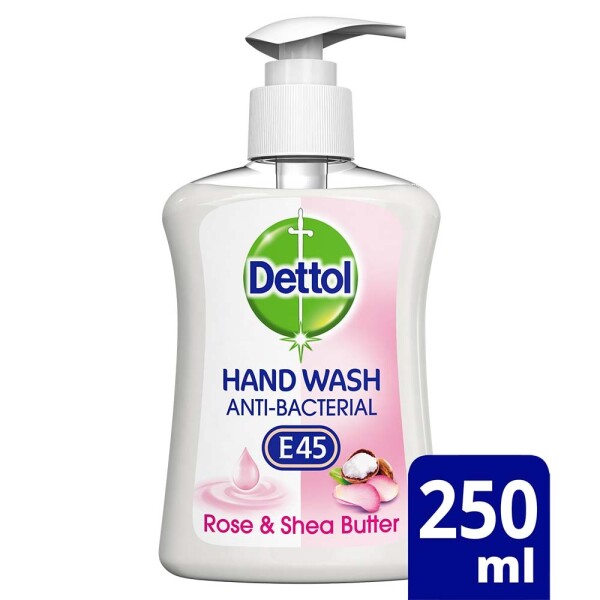 Dettol
HAND WASH
ANTI-BACTERIAL
E45
Rose & Shea Butter
250
ml